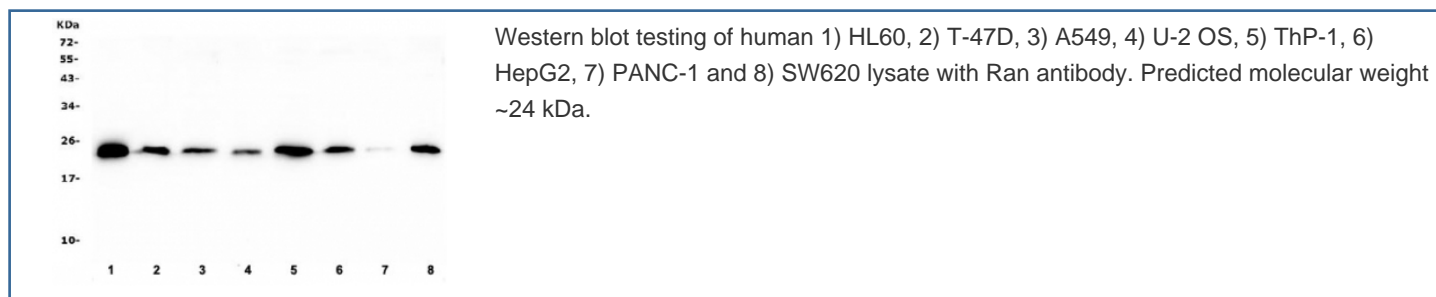 KDa
72-
55-
43-
34-
26-
17-
10-
1 2 3 4 5 6 7 8
Western blot testing of human 1) HL60, 2) T-47D, 3) A549, 4) U-2 OS, 5) ThP-1, 6)
HepG2, 7) PANC-1 and 8) SW620 lysate with Ran antibody. Predicted molecular weight
~24 kDa.